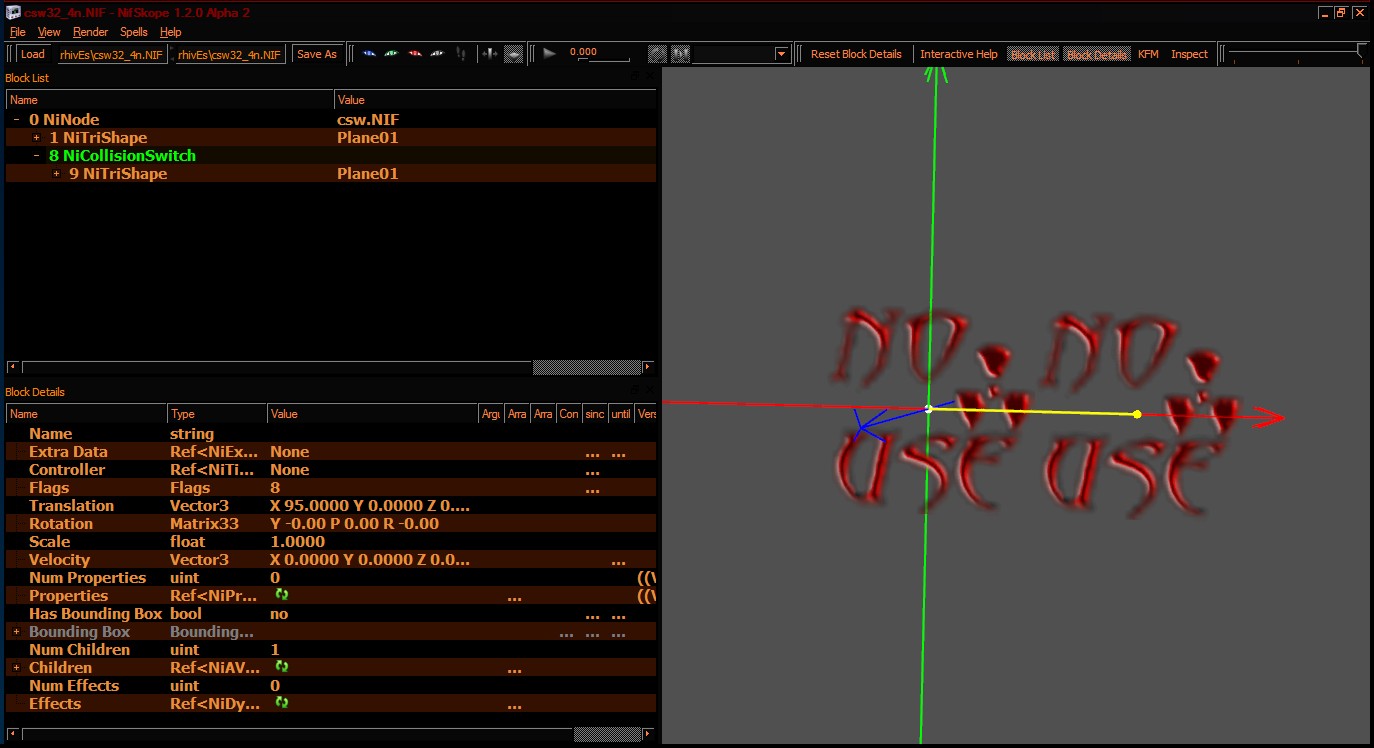 csw32_4n.NIF - NifSkope 1.2.0 Alpha 2
File View Render Spells Help
Load rhivEs\csw32_4n.NIF rhivEs\csw32_4n.NIF Save As 0.000 Reset Block Details Interactive Help Block List Block Details KFM Inspect
Block List
Name Value
- 0 NiNode csw.NIF
+ 1 NiTriShape Plane01
- 8 NiCollisionSwitch
+ 9 NiTriShape Plane01
Block Details
Name Type Value Argu Arra Arra Con sinc until Vers
Name string
Extra Data Ref<NiEx... None ... ...
Controller Ref<NiTi... None ...
Flags Flags 8 ...
Translation Vector3 X 95.0000 Y 0.0000 Z 0....
Rotation Matrix33 Y -0.00 P 0.00 R -0.00
Scale float 1.0000
Velocity Vector3 X 0.0000 Y 0.0000 Z 0.0... ...
Num Properties uint 0 ((V
Properties Ref<NiPr... ... ((V
Has Bounding Box bool no ... ...
+ Bounding Box Bounding... ... ... ...
Num Children uint 1
+ Children Ref<NiAV... ...
Num Effects uint 0
Effects Ref<NiDy... ...
NO. NO.
USE USE